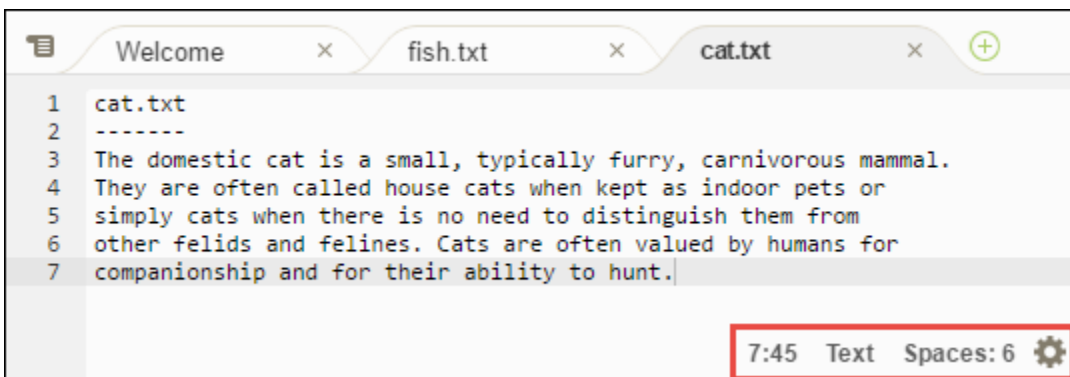 Welcome × fish.txt × cat.txt ×
1 cat.txt
2 -------
3 The domestic cat is a small, typically furry, carnivorous mammal.
4 They are often called house cats when kept as indoor pets or
5 simply cats when there is no need to distinguish them from
6 other felids and felines. Cats are often valued by humans for
7 companionship and for their ability to hunt.
7:45 Text Spaces: 6